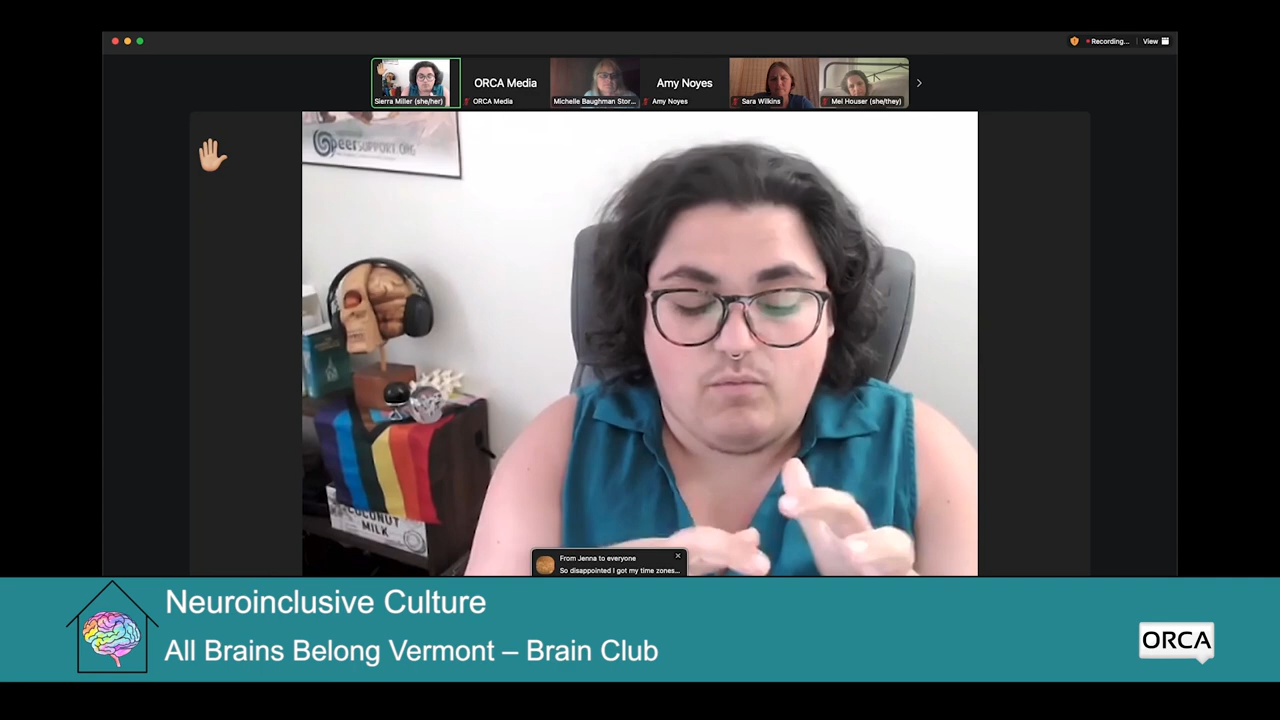 Recording...
View
ORCA Media
Amy Noyes
Sierra Miller (she/her)
ORCA Media
Michelle Baughman Stor...
Amy Noyes
Sara Wilkins
Mel Houser (she/they)
PeerSupport.org
COCONUT
MILK
From Jenna to everyone
So disappointed I got my time zones...
Neuroinclusive Culture
All Brains Belong Vermont – Brain Club
ORCA